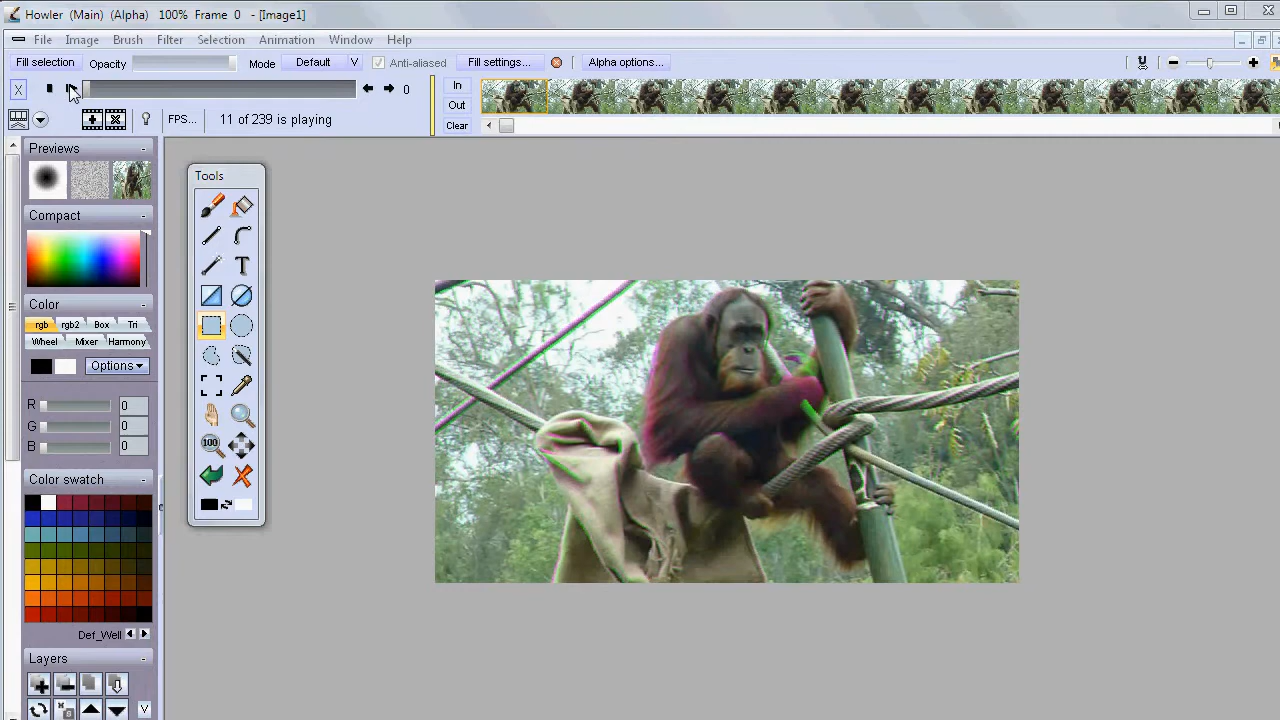 Howler (Main) (Alpha) 100% Frame 0 - [Image1]
File Image Brush Filter Selection Animation Window Help
Fill selection Opacity Mode Default V Anti-aliased Fill settings... Alpha options...
X 0 In
Out
FPS... 11 of 239 is playing Clear
Previews
Tools
Compact
T
Color
rgb rgb2 Box Tri
Wheel Mixer Harmony
Options
R 0
G 0
B 0
100
Color swatch
Def_Well
Layers
V